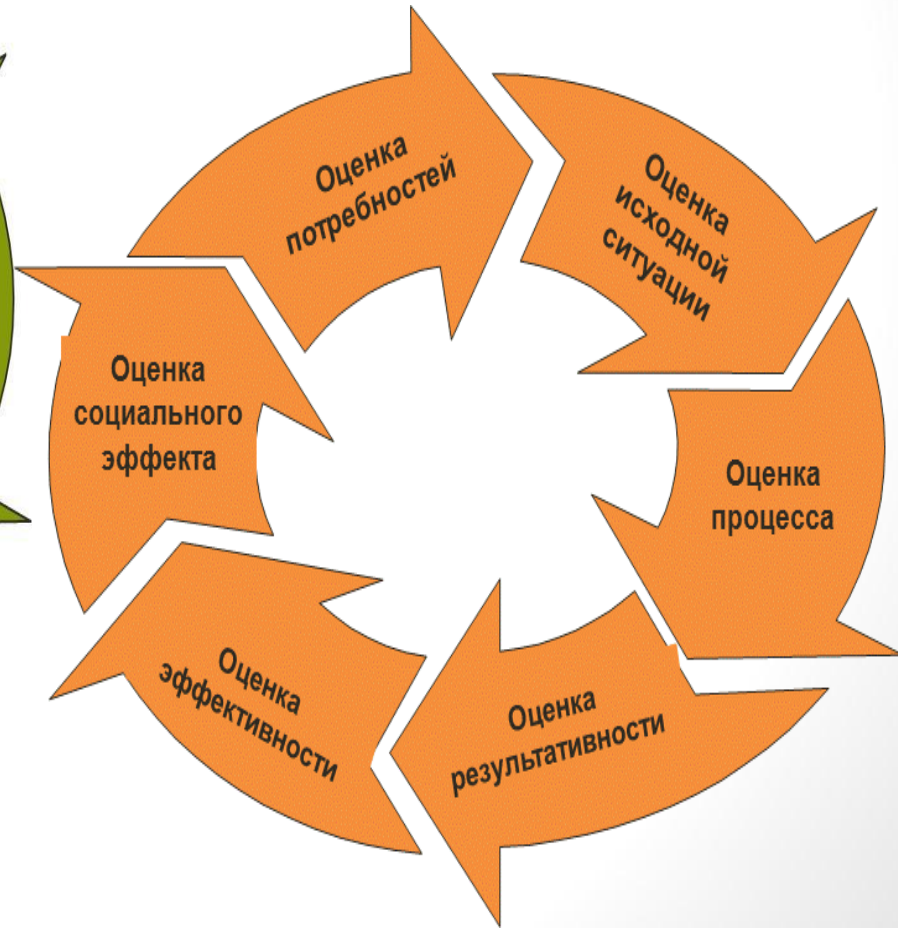 Оценка
потребностей
Оценка
исходной
ситуации
Оценка
процесса
Оценка
результативности
Оценка
эффективности
Оценка
социального
эффекта